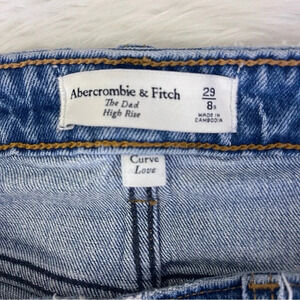 Abercrombie & Fitch
The Dad
High Rise
29
8s
MADE IN
CAMBODIA
Curve
Love